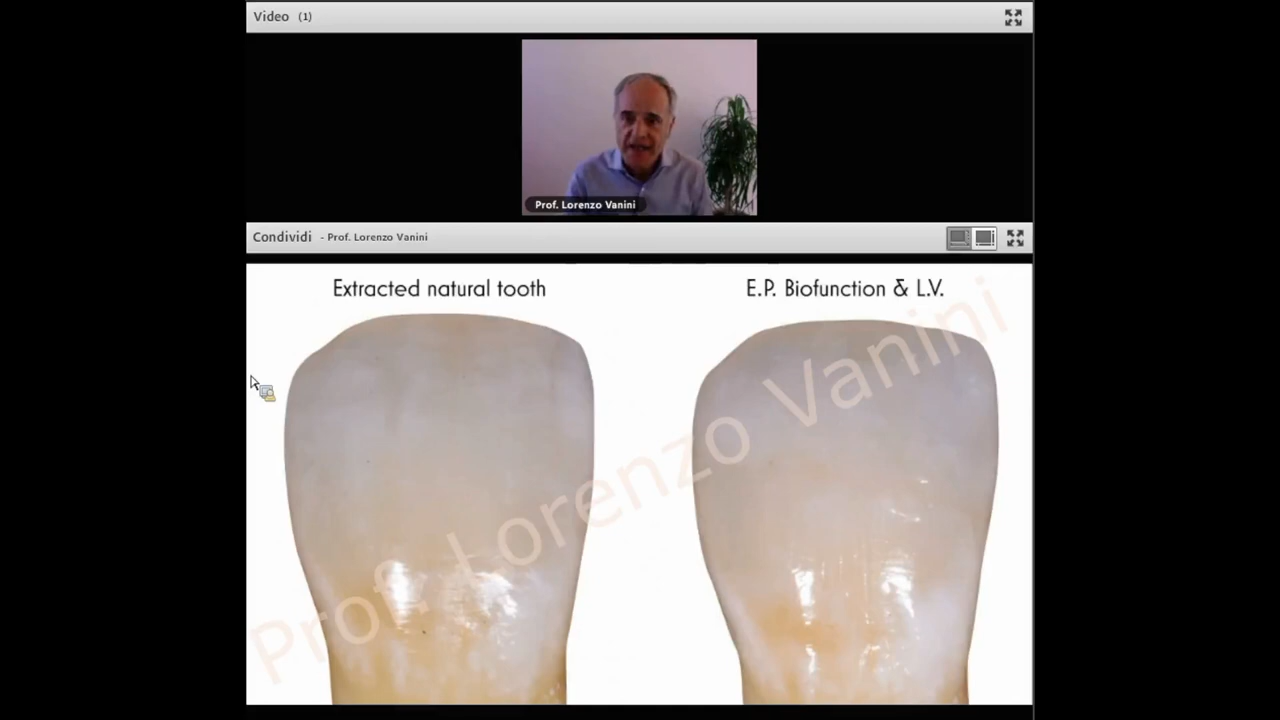 Video (1)
Prof. Lorenzo Vanini
Condividi - Prof. Lorenzo Vanini
Extracted natural tooth
E.P. Biofunction & L.V.
Prof. Lorenzo Vanini